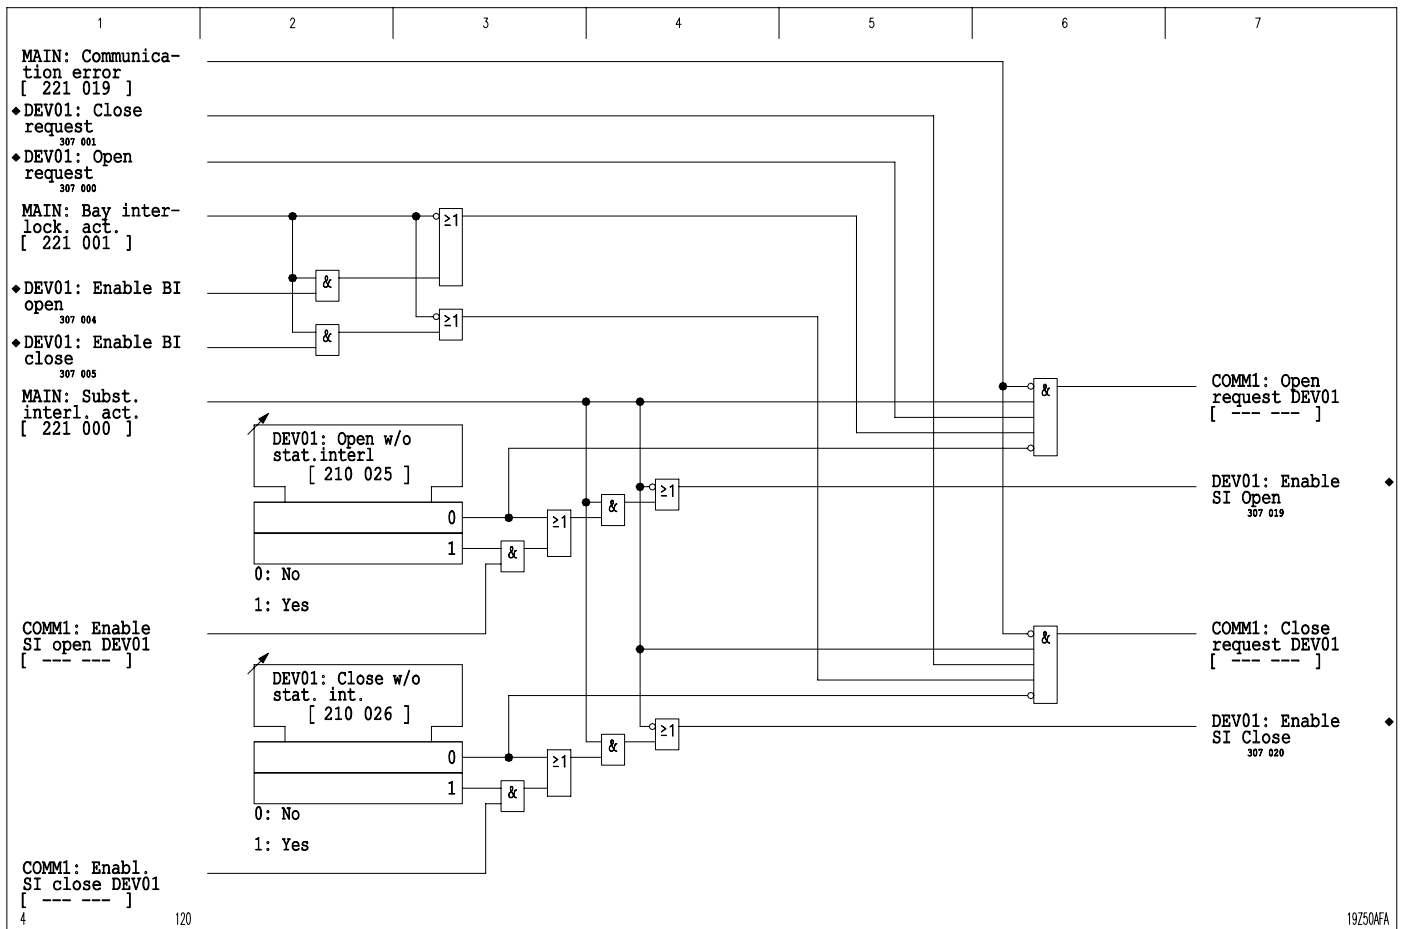 1 2 3 4 5 6 7
MAIN: Communica-
tion error
[ 221 019 ]
◆DEV01: Close
request
307 001
◆DEV01: Open
request
307 000
MAIN: Bay inter-
lock. act.
[ 221 001 ]
≥1
&
◆DEV01: Enable BI
open
307 004
≥1
&
◆DEV01: Enable BI
close
307 005
MAIN: Subst.
interl. act.
[ 221 000 ]
&
COMM1: Open
request DEV01
[ --- --- ]
DEV01: Open w/o
stat.interl
[ 210 025 ]
0
1
0: No
1: Yes
&
≥1
&
≥1
DEV01: Enable ◆
SI Open
307 019
COMM1: Enable
SI open DEV01
[ --- --- ]
&
COMM1: Close
request DEV01
[ --- --- ]
DEV01: Close w/o
stat. int.
[ 210 026 ]
0
1
0: No
1: Yes
&
≥1
&
≥1
DEV01: Enable ◆
SI Close
307 020
COMM1: Enabl.
SI close DEV01
[ --- --- ]
4 120 19Z50AFA